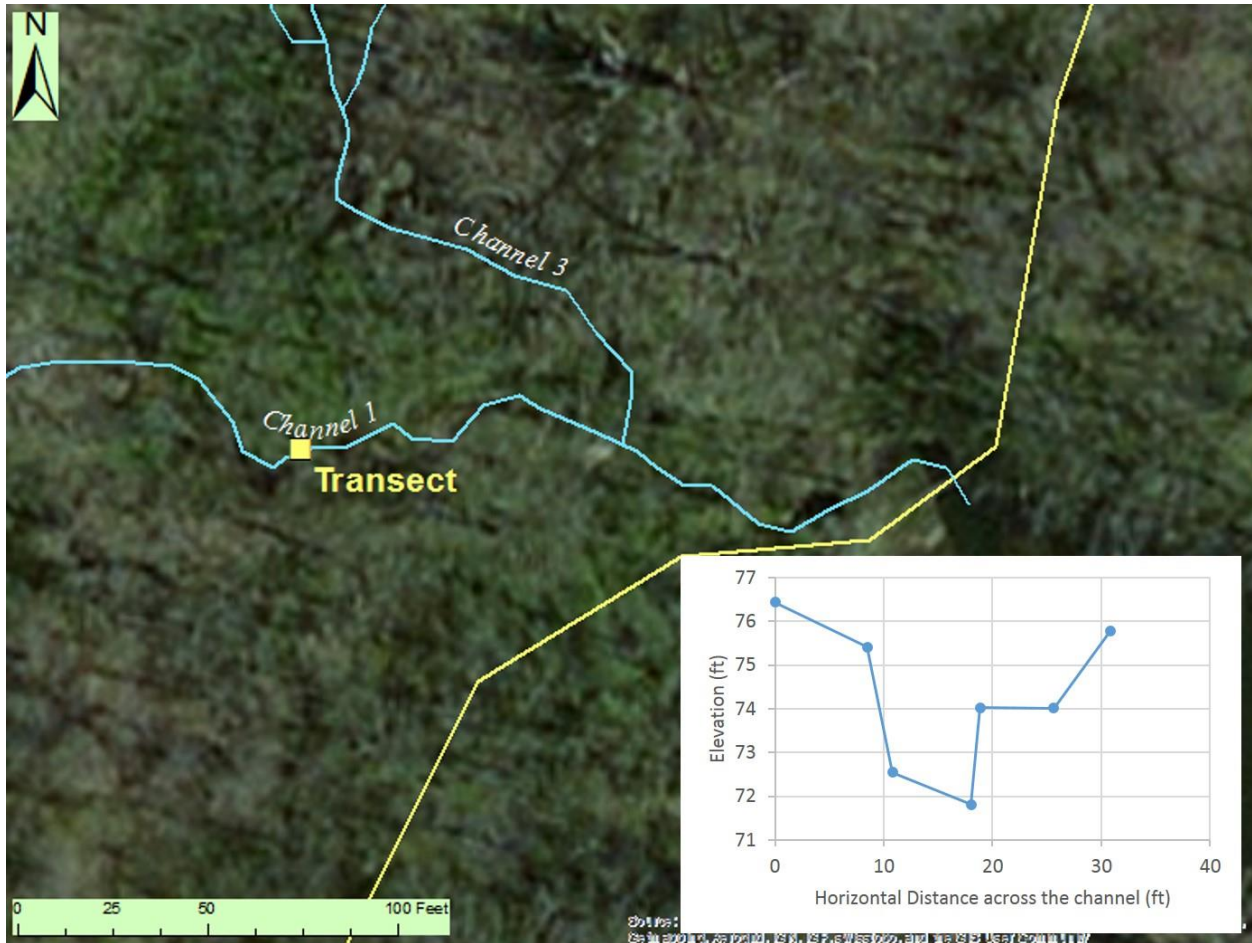 N
Channel 3
Channel 1
Transect
77
76
75
74
73
72
71
Elevation (ft)
0 10 20 30 40
Horizontal Distance across the channel (ft)
0 25 50 100 Feet
Source: